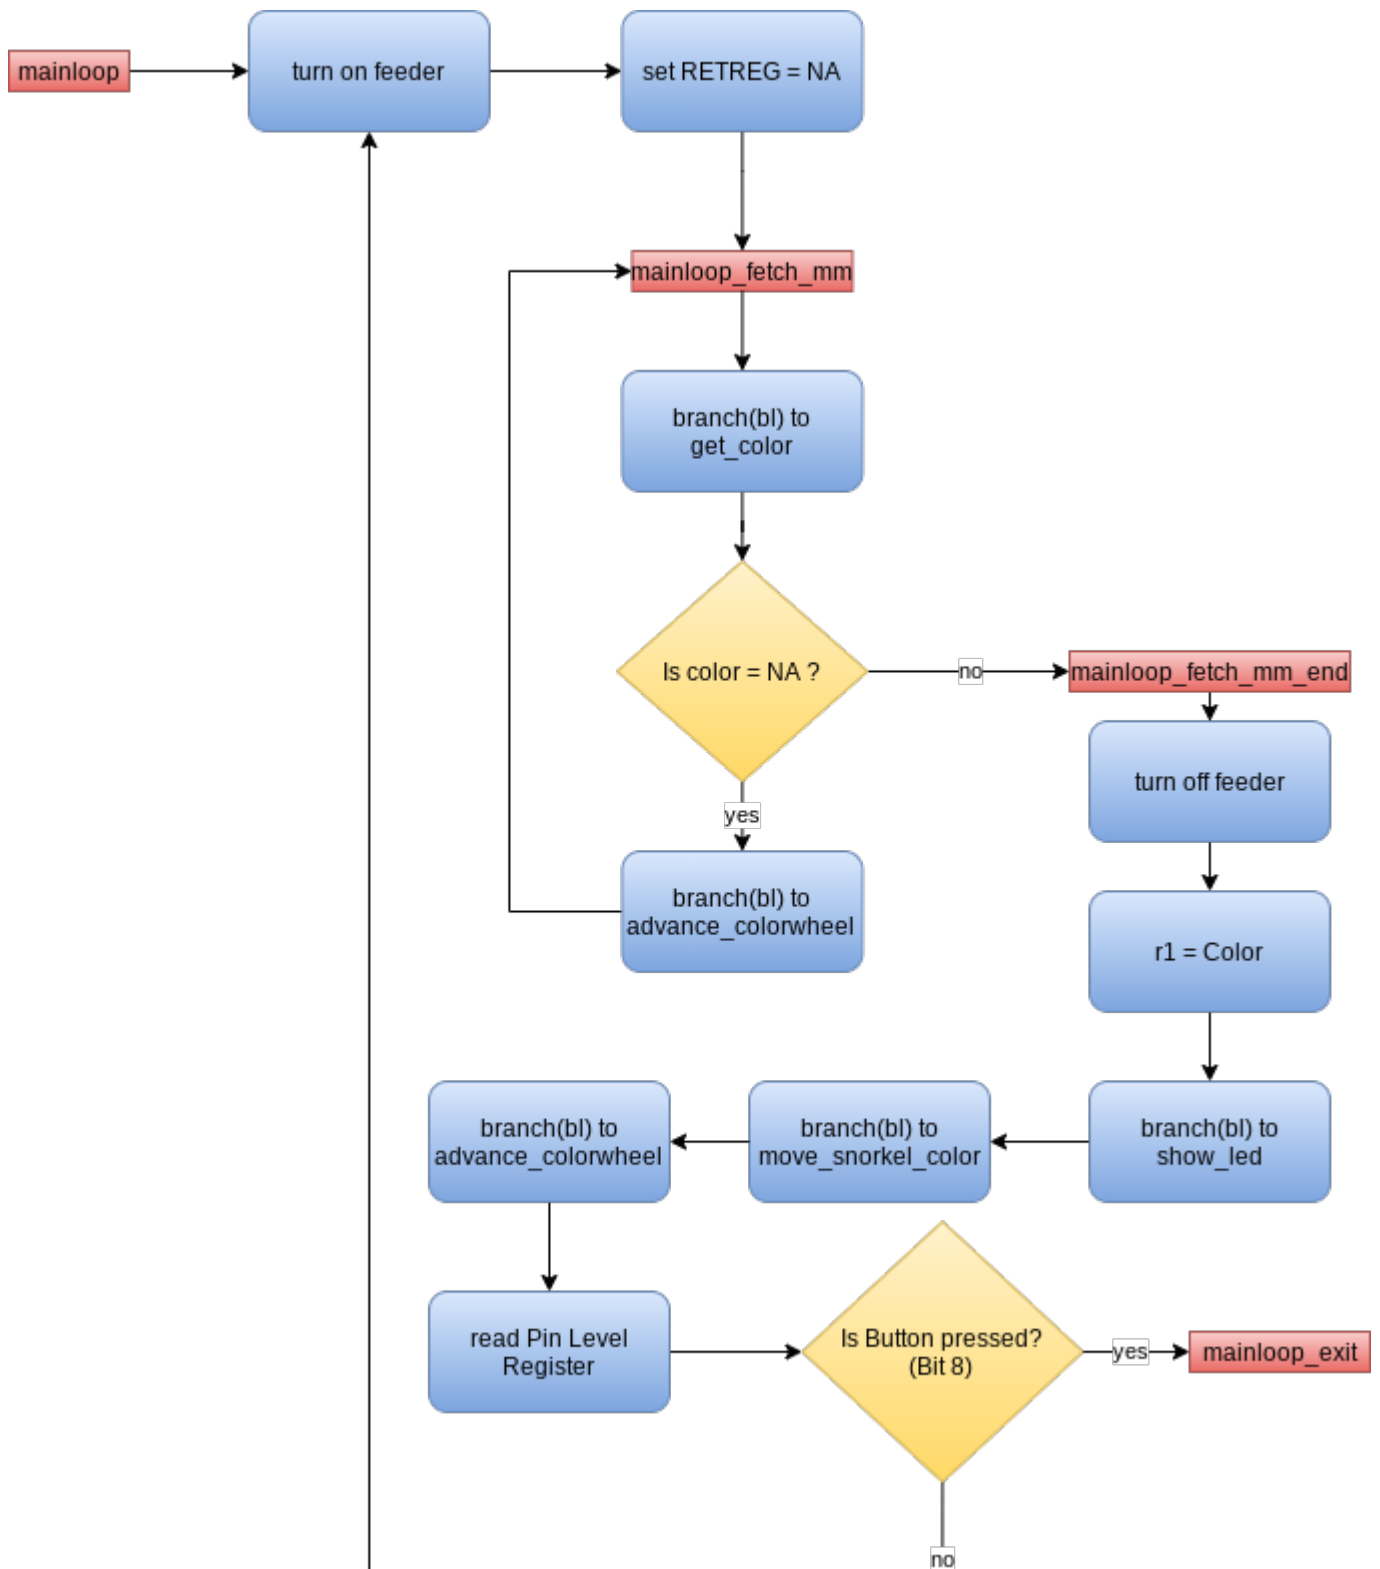 mainloop
turn on feeder
set RETREG = NA
mainloop_fetch_mm
branch(bl) to
get_color
Is color = NA ?
no
mainloop_fetch_mm_end
yes
turn off feeder
branch(bl) to
advance_colorwheel
r1 = Color
branch(bl) to
show_led
branch(bl) to
move_snorkel_color
branch(bl) to
advance_colorwheel
read Pin Level
Register
Is Button pressed?
(Bit 8)
yes
mainloop_exit
no